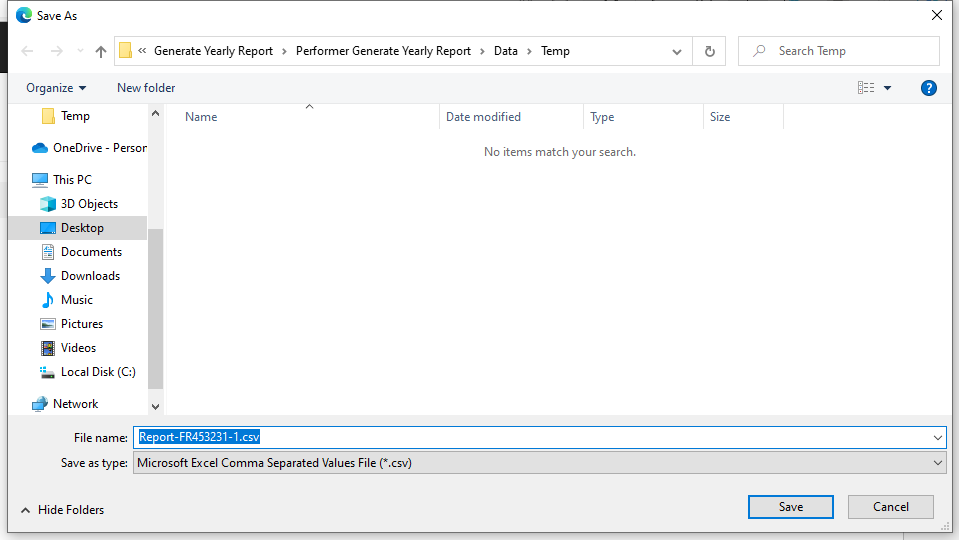 Save As
« Generate Yearly Report › Performer Generate Yearly Report › Data › Temp
Search Temp
Organize
New folder
?
Name
Date modified
Type
Size
No items match your search.
Temp
OneDrive - Person
This PC
3D Objects
Desktop
Documents
Downloads
Music
Pictures
Videos
Local Disk (C:)
Network
File name: Report-FR453231-1.csv
Save as type: Microsoft Excel Comma Separated Values File (*.csv)
Hide Folders
Save
Cancel